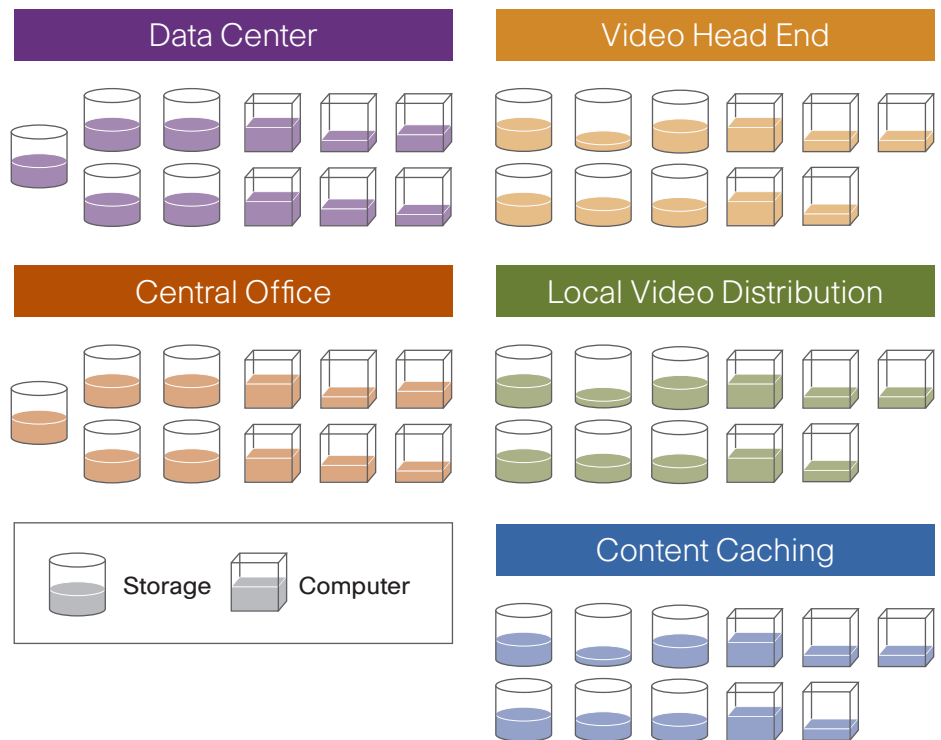 Data Center
Video Head End
Central Office
Local Video Distribution
Content Caching
Storage
Computer